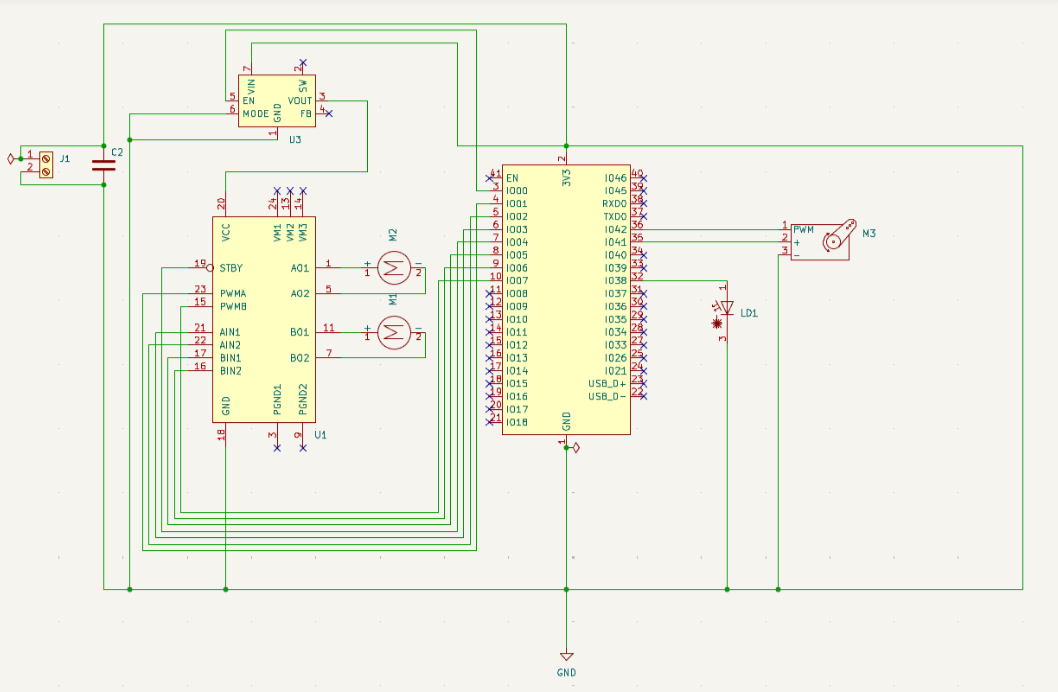 7
2
VIN
SW
5
EN
VOUT
3
6
MODE
GND
FB
4
1
U3
1
2
J1
C2
20
24
13
14
VCC
VM1
VM2
VM3
19
STBY
23
PWMA
15
PWMB
21
AIN1
22
AIN2
17
BIN1
16
BIN2
AO1
1
AO2
5
BO1
11
BO2
7
GND
PGND1
PGND2
18
3
9
U1
M2
+
1
-
2
M1
+
1
-
2
2
3V3
41
EN
3
IO00
4
IO01
5
IO02
6
IO03
7
IO04
8
IO05
9
IO06
10
IO07
11
IO08
12
IO09
13
IO10
14
IO11
15
IO12
16
IO13
17
IO14
18
IO15
19
IO16
20
IO17
21
IO18
IO46
40
IO45
39
RXD0
38
TXD0
37
IO42
36
IO41
35
IO40
34
IO39
33
IO38
32
IO37
31
IO36
30
IO35
29
IO34
28
IO33
27
IO26
25
IO21
24
USB_D+
23
USB_D-
22
GND
1
1
PWM
2
+
3
-
M3
1
LD1
3
GND